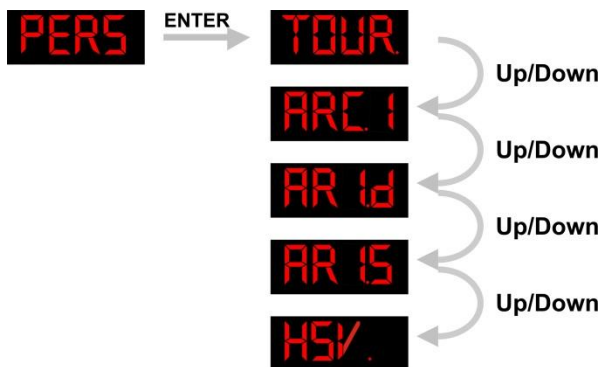 PERS ENTER TOUR.
Up/Down
ARC.1
Up/Down
AR1.d
Up/Down
AR1.S
Up/Down
HSV.